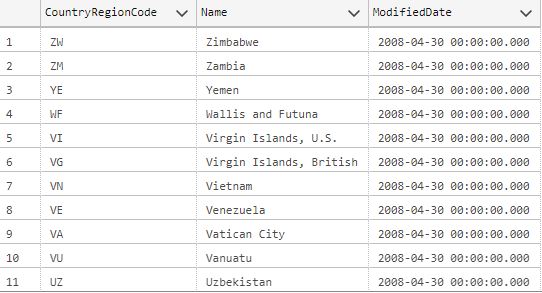 CountryRegionCode Name ModifiedDate
1 ZW Zimbabwe 2008-04-30 00:00:00.000
2 ZM Zambia 2008-04-30 00:00:00.000
3 YE Yemen 2008-04-30 00:00:00.000
4 WF Wallis and Futuna 2008-04-30 00:00:00.000
5 VI Virgin Islands, U.S. 2008-04-30 00:00:00.000
6 VG Virgin Islands, British 2008-04-30 00:00:00.000
7 VN Vietnam 2008-04-30 00:00:00.000
8 VE Venezuela 2008-04-30 00:00:00.000
9 VA Vatican City 2008-04-30 00:00:00.000
10 VU Vanuatu 2008-04-30 00:00:00.000
11 UZ Uzbekistan 2008-04-30 00:00:00.000